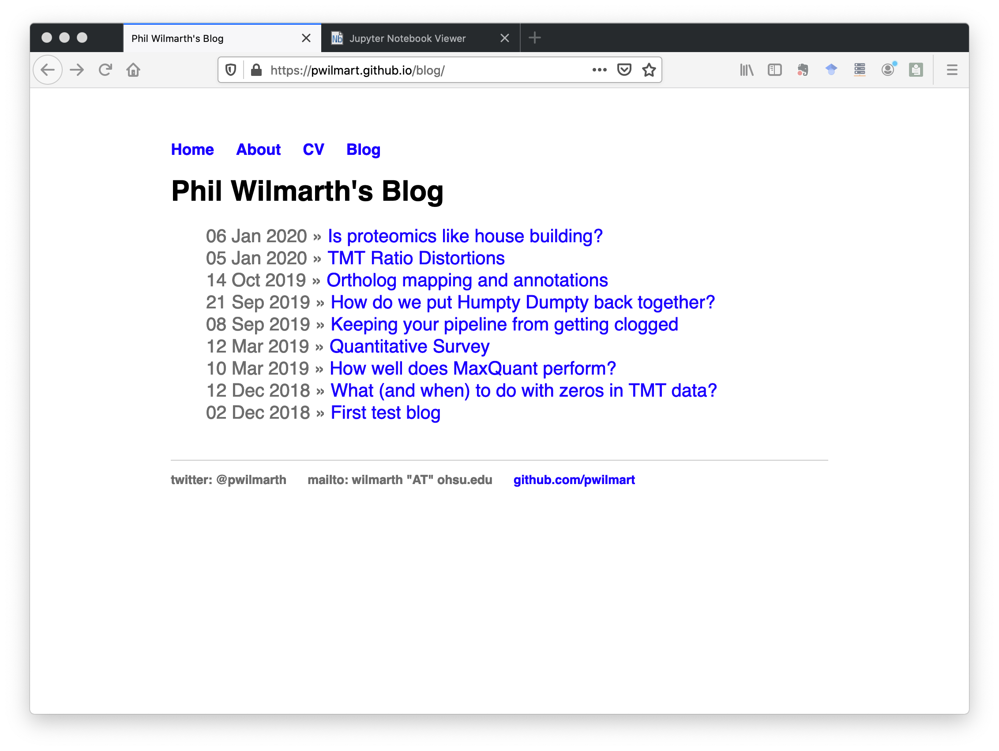 Phil Wilmarth's Blog
Nb Jupyter Notebook Viewer
https://pwilmart.github.io/blog/
Home About CV Blog
Phil Wilmarth's Blog
06 Jan 2020 » Is proteomics like house building?
05 Jan 2020 » TMT Ratio Distortions
14 Oct 2019 » Ortholog mapping and annotations
21 Sep 2019 » How do we put Humpty Dumpty back together?
08 Sep 2019 » Keeping your pipeline from getting clogged
12 Mar 2019 » Quantitative Survey
10 Mar 2019 » How well does MaxQuant perform?
12 Dec 2018 » What (and when) to do with zeros in TMT data?
02 Dec 2018 » First test blog
twitter: @pwilmarth mailto: wilmarth "AT" ohsu.edu github.com/pwilmart